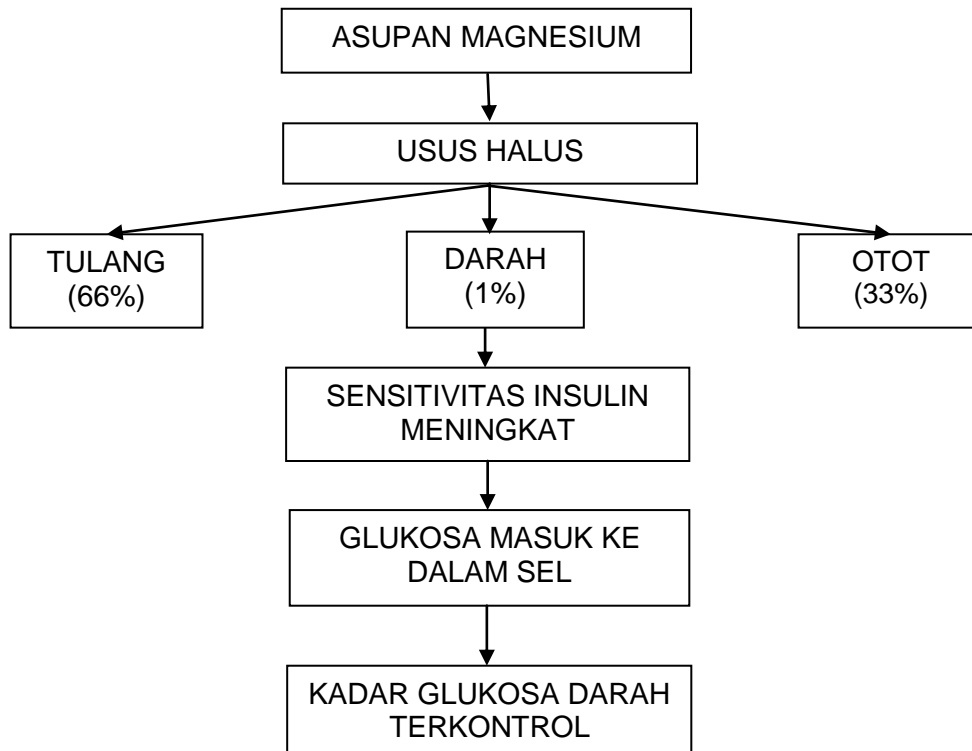 ASUPAN MAGNESIUM
USUS HALUS
TULANG
(66%)
DARAH
(1%)
OTOT
(33%)
SENSITIVITAS INSULIN
MENINGKAT
GLUKOSA MASUK KE
DALAM SEL
KADAR GLUKOSA DARAH
TERKONTROL